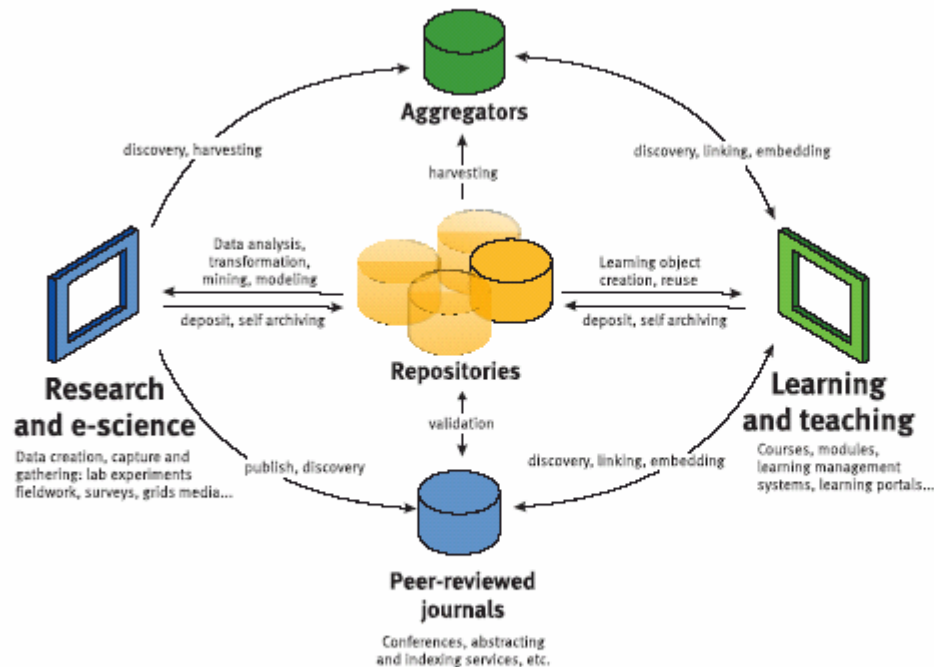 Aggregators
discovery, harvesting
discovery, linking, embedding
harvesting
Data analysis,
transformation,
mining, modeling
Learning object
creation, reuse
deposit, self archiving
deposit, self archiving
Repositories
Research
and e-science
Data creation, capture and
gathering: lab experiments
fieldwork, surveys, grids media...
Learning
and teaching
Courses, modules,
learning management
systems, learning portals...
validation
publish, discovery
discovery, linking, embedding
Peer-reviewed
journals
Conferences, abstracting
and indexing services, etc.